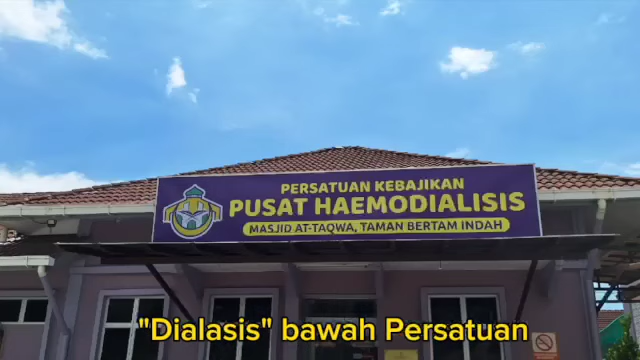 PERSATUAN KEBAJIKAN
PUSAT HAEMODIALISIS
MASJID AT-TAQWA, TAMAN BERTAM INDAH
"Dialasis" bawah Persatuan